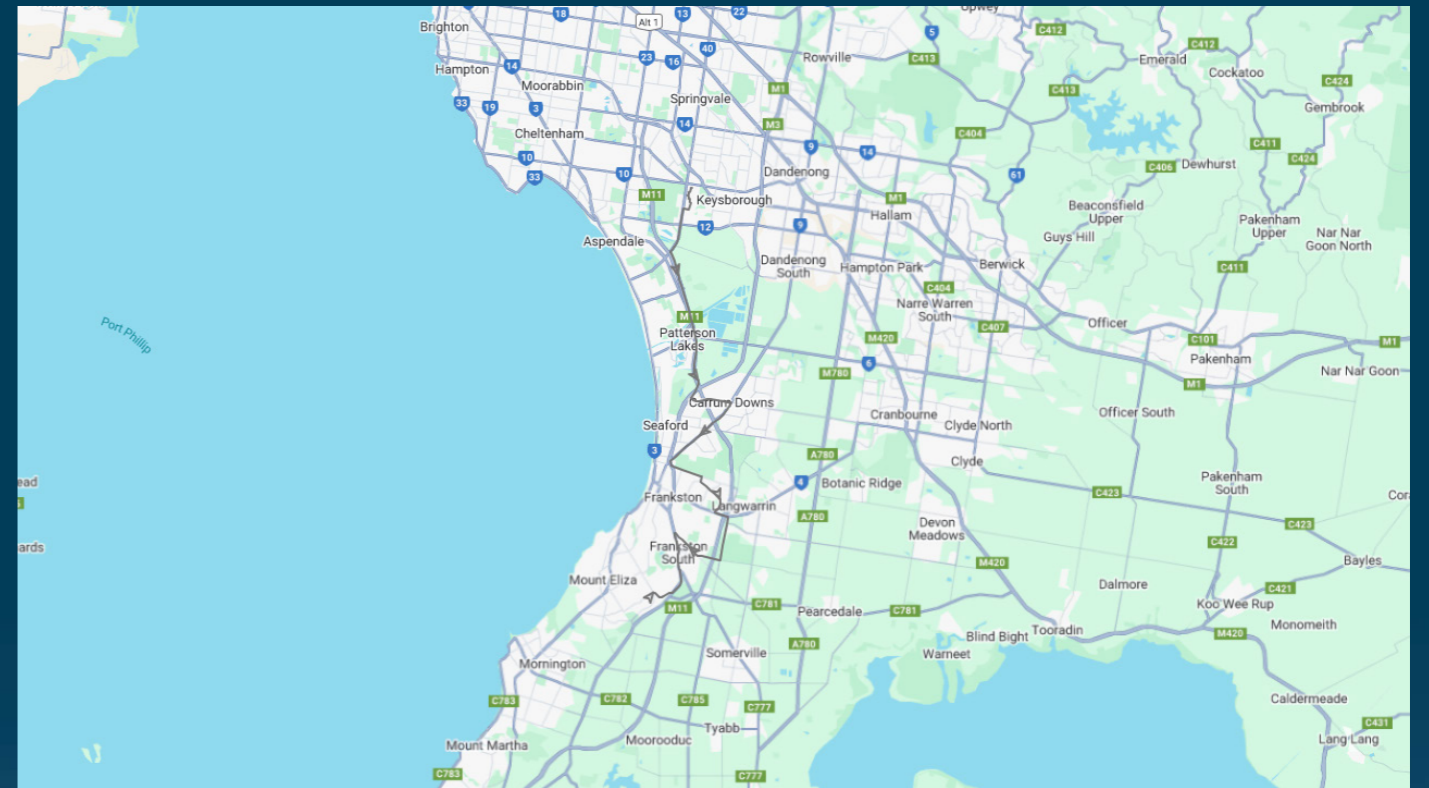 18
Alt 1
13
22
Upwey
Brighton
C412
23
40
5
Rowville
C413
C412
Emerald
Hampton
14
16
Cockatoo
C424
Moorabbin
M1
C413
Gembrook
33
19
3
Springvale
14
M3
Cheltenham
C404
C411
9
14
10
C424
33
10
Dandenong
61
C406
Dewhurst
M11
Keysborough
M1
Beaconsfield
Upper
Hallam
12
9
Pakenham
Upper
Nar Nar
Goon North
Aspendale
Guys Hill
Dandenong
South
Hampton Park
Berwick
C411
C404
Narre Warren
South
M11
Port Phillip
C407
Officer
Patterson
Lakes
M420
C101
M1
6
Pakenham
M780
M1
Nar Nar Goon
Carrum Downs
Cranbourne
Officer South
Seaford
Clyde North
3
A780
Clyde
4
Botanic Ridge
Pakenham
South
ead
Frankston
Langwarrin
C423
A780
Devon
Meadows
C423
ards
Frankston
South
C422
M420
Bayles
Mount Eliza
Dalmore
C421
M11
C781
Pearcedale
C781
Koo Wee Rup
Monomeith
Tooradin
M420
Blind Bight
A780
Warneet
Somerville
Mornington
C783
C782
C785
C777
Caldermeade
Tyabb
C431
Moorooduc
Lang Lang
Mount Martha
C783
C777